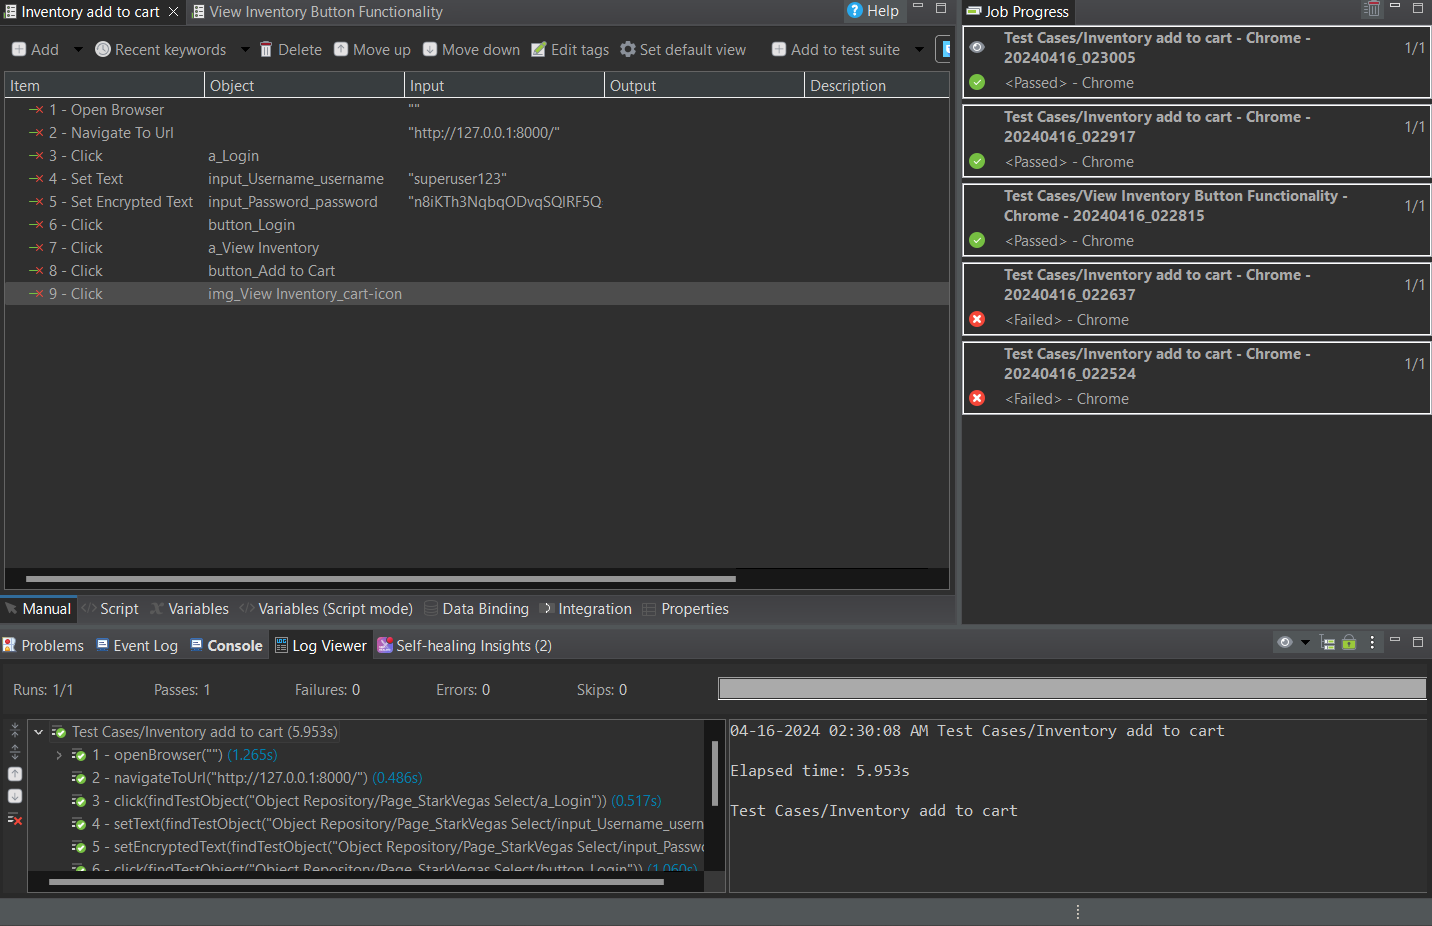 Inventory add to cart
View Inventory Button Functionality
Help
Add
Recent keywords
Delete
Move up
Move down
Edit tags
Set default view
Add to test suite
Item Object Input Output Description
1 - Open Browser ""
2 - Navigate To Url "http://127.0.0.1:8000/"
3 - Click a_Login
4 - Set Text input_Username_username "superuser123"
5 - Set Encrypted Text input_Password_password "n8iKTh3NqbqODvqSQIRF5Q
6 - Click button_Login
7 - Click a_View Inventory
8 - Click button_Add to Cart
9 - Click img_View Inventory_cart-icon
Manual Script Variables Variables (Script mode) Data Binding Integration Properties
Job Progress
Test Cases/Inventory add to cart - Chrome -
20240416_023005
1/1
<Passed> - Chrome
Test Cases/Inventory add to cart - Chrome -
20240416_022917
1/1
<Passed> - Chrome
Test Cases/View Inventory Button Functionality -
Chrome - 20240416_022815
1/1
<Passed> - Chrome
Test Cases/Inventory add to cart - Chrome -
20240416_022637
1/1
<Failed> - Chrome
Test Cases/Inventory add to cart - Chrome -
20240416_022524
1/1
<Failed> - Chrome
Problems Event Log Console Log Viewer Self-healing Insights (2)
Runs: 1/1 Passes: 1 Failures: 0 Errors: 0 Skips: 0
Test Cases/Inventory add to cart (5.953s)
1 - openBrowser("") (1.265s)
2 - navigateToUrl("http://127.0.0.1:8000/") (0.486s)
3 - click(findTestObject("Object Repository/Page_StarkVegas Select/a_Login")) (0.517s)
4 - setText(findTestObject("Object Repository/Page_StarkVegas Select/input_Username_usern
5 - setEncryptedText(findTestObject("Object Repository/Page_StarkVegas Select/input_Passw
6 - click(findTestObject("Object Repository/Page_StarkVegas Select/button_Login")) (1.060s)
04-16-2024 02:30:08 AM Test Cases/Inventory add to cart
Elapsed time: 5.953s
Test Cases/Inventory add to cart